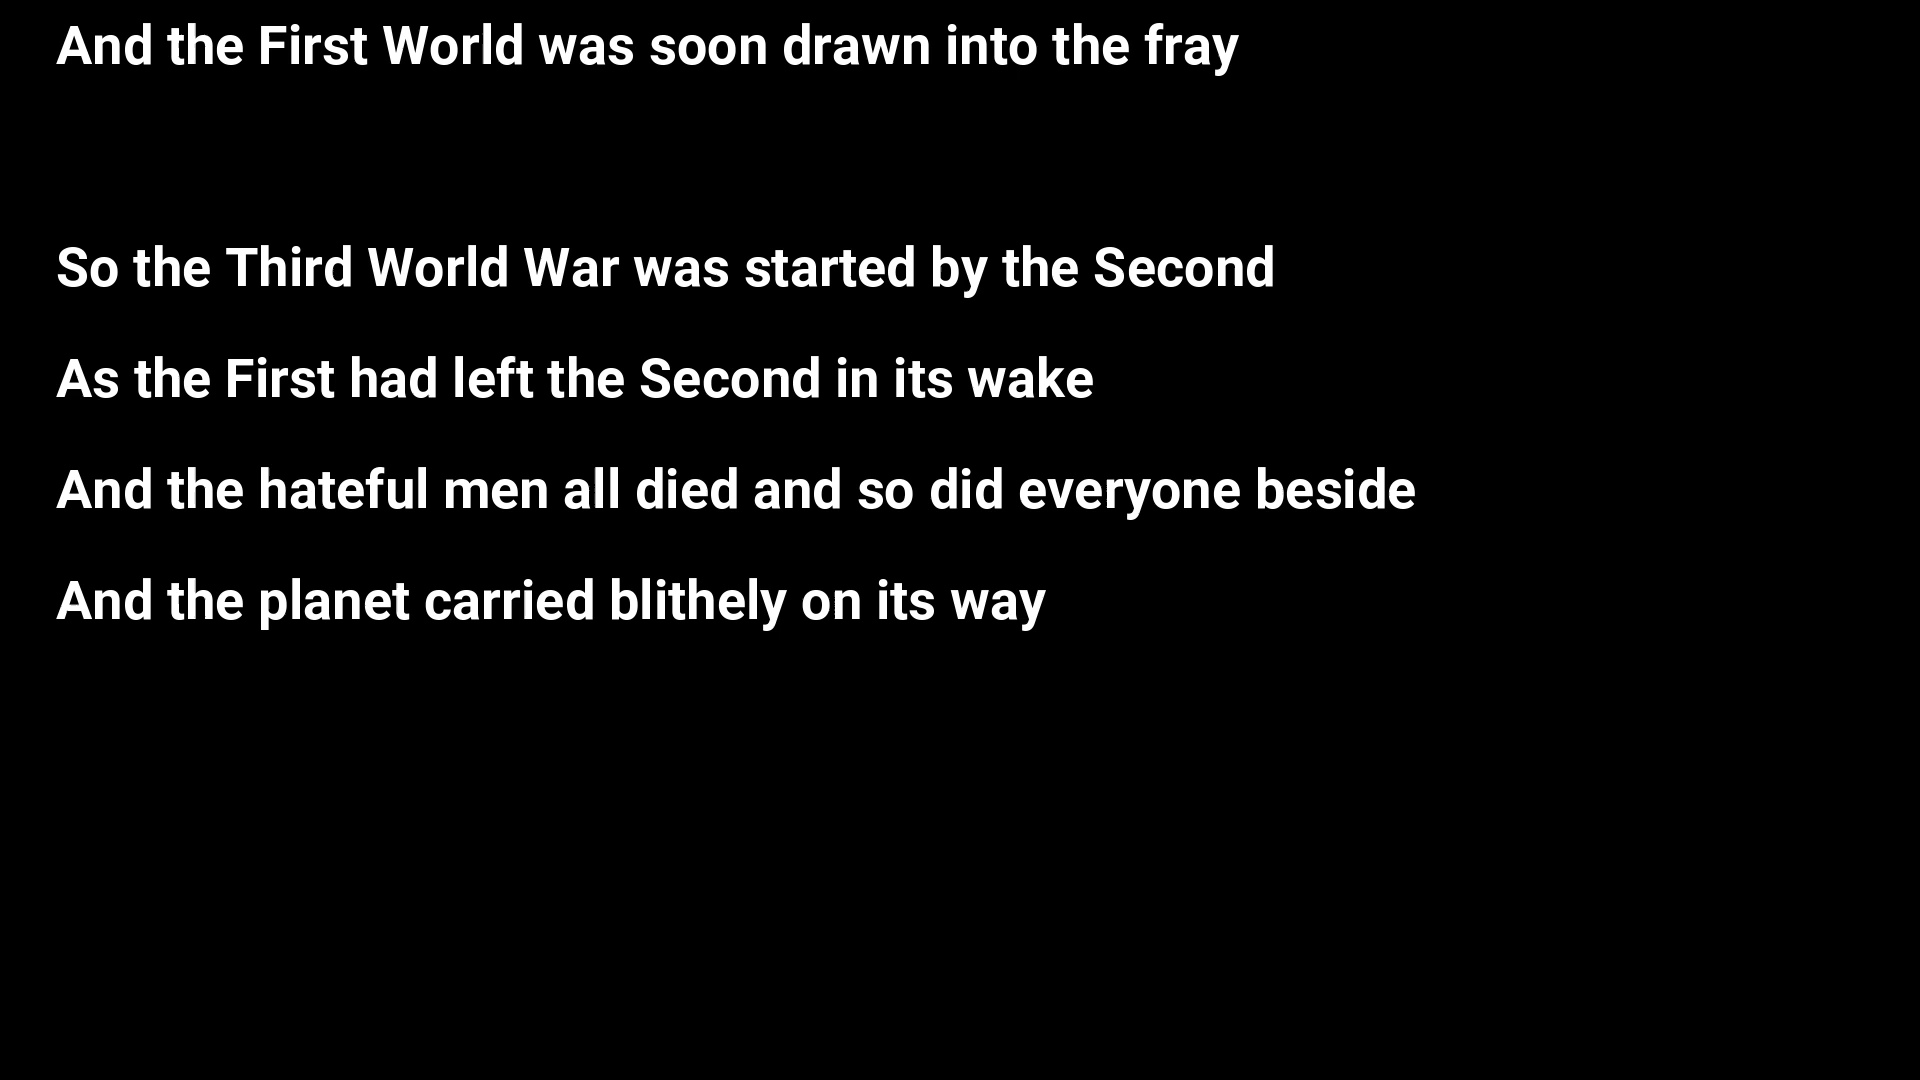 And the First World was soon drawn into the fray
So the Third World War was started by the Second
As the First had left the Second in its wake
And the hateful men all died and so did everyone beside
And the planet carried blithely on its way